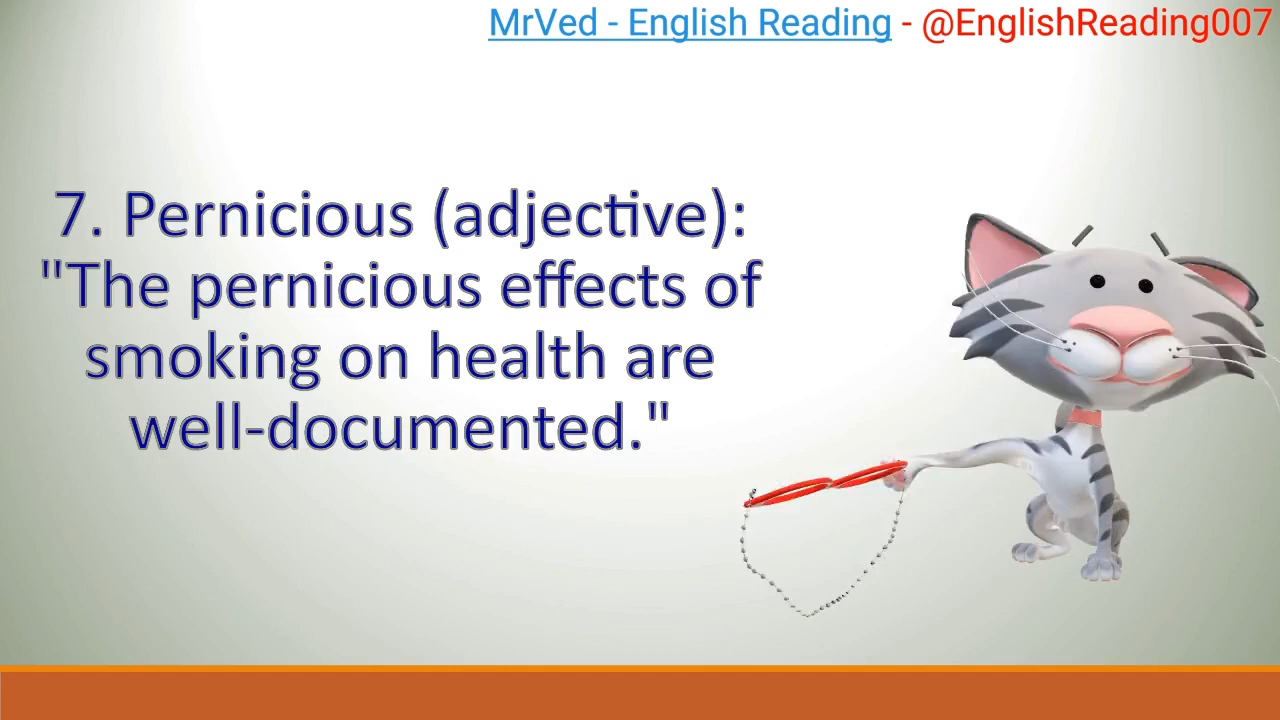 MrVed - English Reading - @EnglishReading007
7. Pernicious (adjective):
"The pernicious effects of
smoking on health are
well-documented."